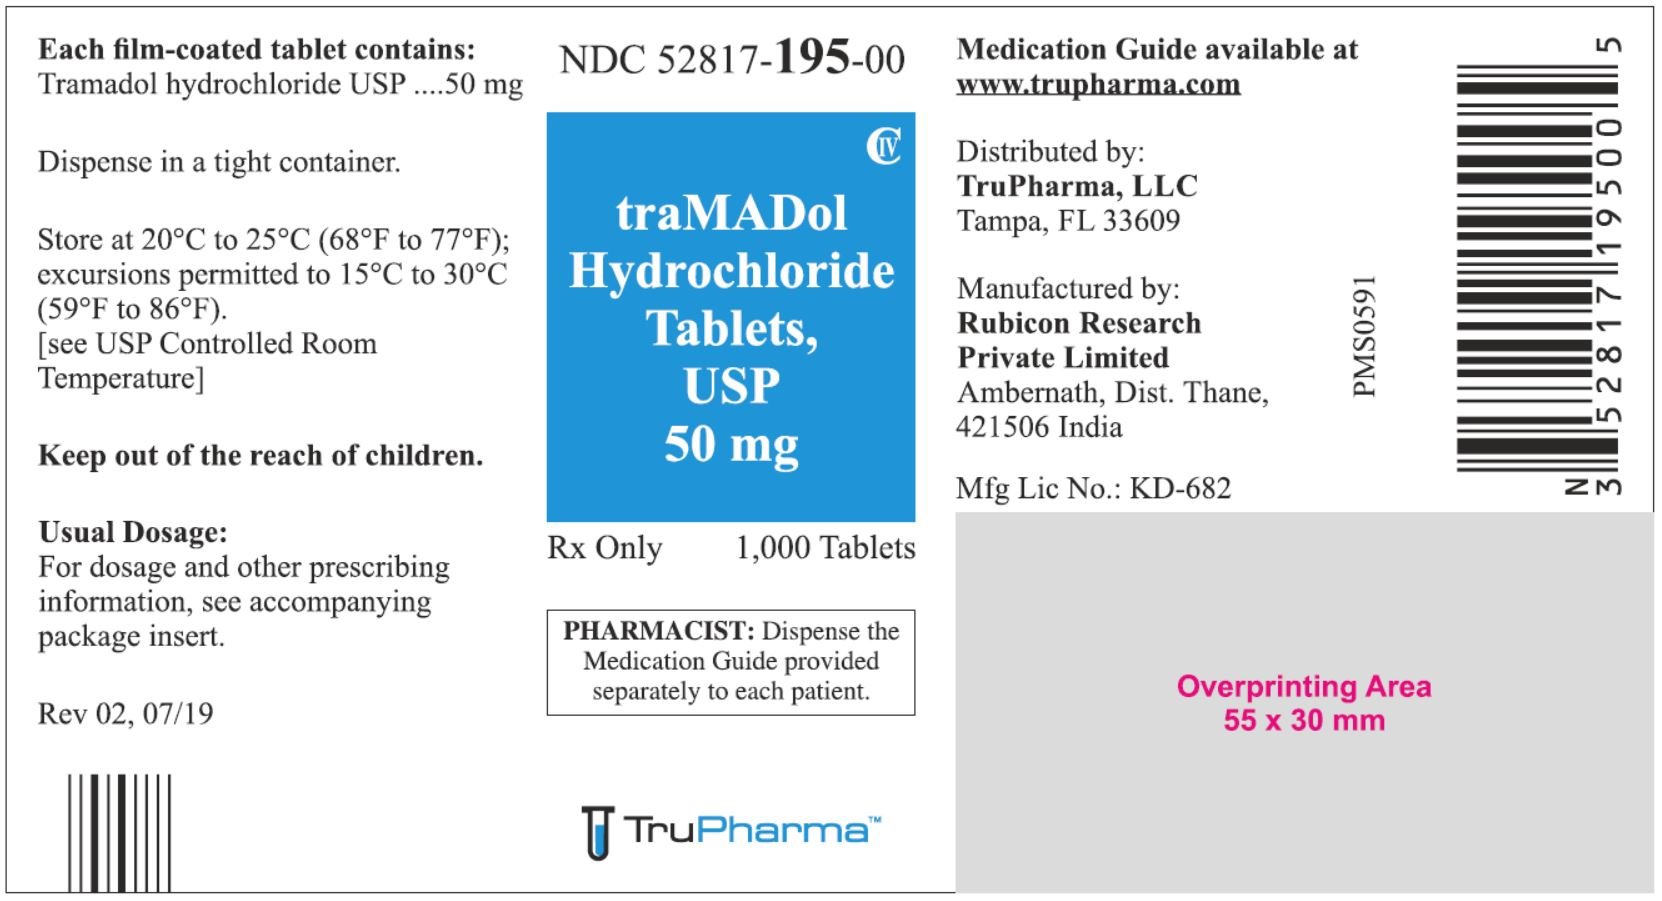 Each film-coated tablet contains:
Tramadol hydrochloride USP ....50 mg
Dispense in a tight container.
Store at 20°C to 25°C (68°F to 77°F);
excursions permitted to 15°C to 30°C
(59°F to 86°F).
[see USP Controlled Room
Temperature]
Keep out of the reach of children.
Usual Dosage:
For dosage and other prescribing
information, see accompanying
package insert.
Rev 02, 07/19
NDC 52817-195-00
CIV
traMADol
Hydrochloride
Tablets,
USP
50 mg
Rx Only 1,000 Tablets
PHARMACIST: Dispense the
Medication Guide provided
separately to each patient.
TruPharma™
Medication Guide available at
www.trupharma.com
Distributed by:
TruPharma, LLC
Tampa, FL 33609
Manufactured by:
Rubicon Research
Private Limited
Ambernath, Dist. Thane,
421506 India
Mfg Lic No.: KD-682
PMS0591
N
3 52817 19500 5
Overprinting Area
55 x 30 mm